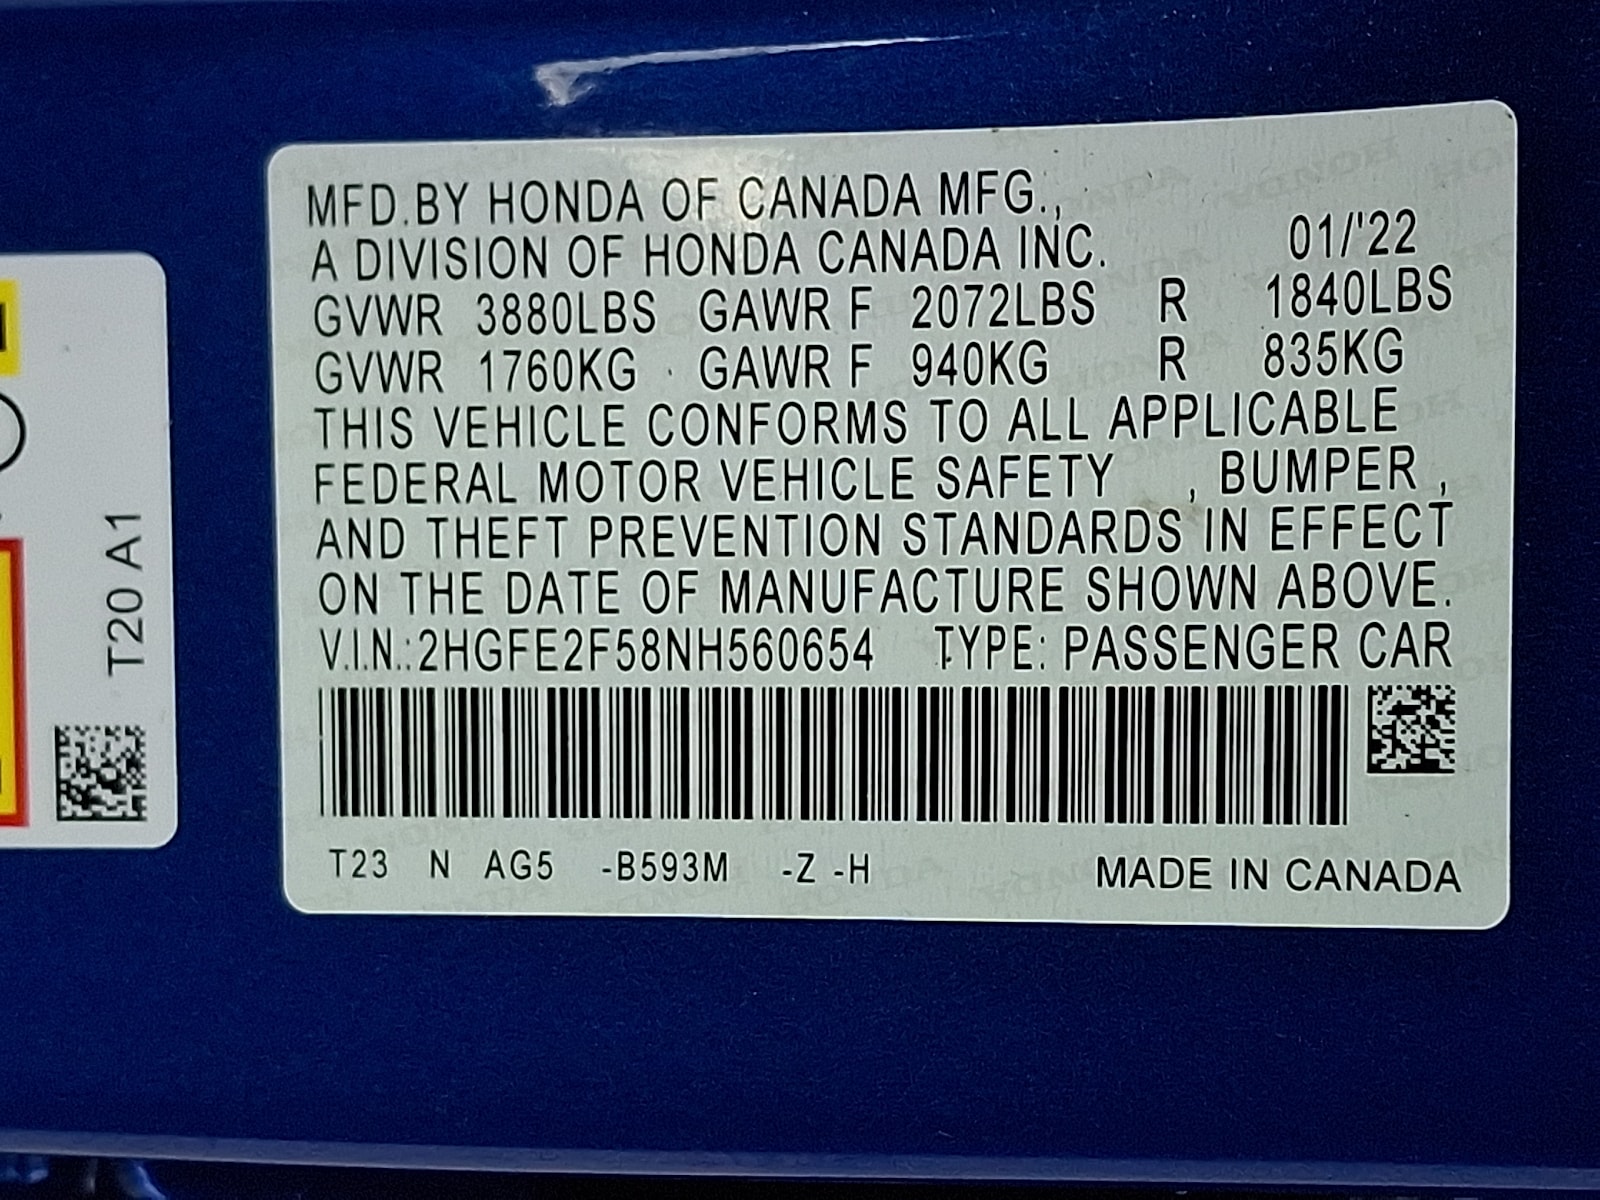 MFD.BY HONDA OF CANADA MFG.,
A DIVISION OF HONDA CANADA INC. 01/'22
GVWR 3880LBS GAWR F 2072LBS R 1840LBS
GVWR 1760KG GAWR F 940KG R 835KG
THIS VEHICLE CONFORMS TO ALL APPLICABLE
FEDERAL MOTOR VEHICLE SAFETY , BUMPER ,
AND THEFT PREVENTION STANDARDS IN EFFECT
ON THE DATE OF MANUFACTURE SHOWN ABOVE.
V.I.N.:2HGFE2F58NH560654 TYPE: PASSENGER CAR
T23 N AG5 -B593M -Z -H MADE IN CANADA
T20 A1